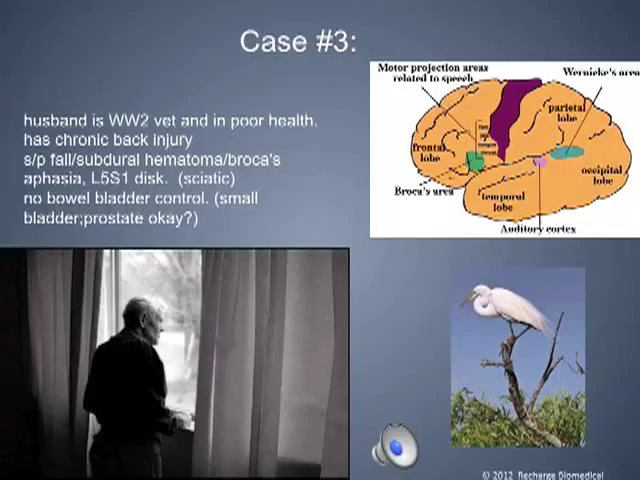 Case #3:
husband is WW2 vet and in poor health.
has chronic back injury
s/p fall/subdural hematoma/broca's
aphasia, L5S1 disk.  (sciatic)
no bowel bladder control. (small
bladder;prostate okay?)
Motor projection areas
related to speech
Wernicke's area
parietal
lobe
frontal
lobe
occipital
lobe
Broca's area
temporal
lobe
Auditory cortex
© 2012 Recharge Biomedical